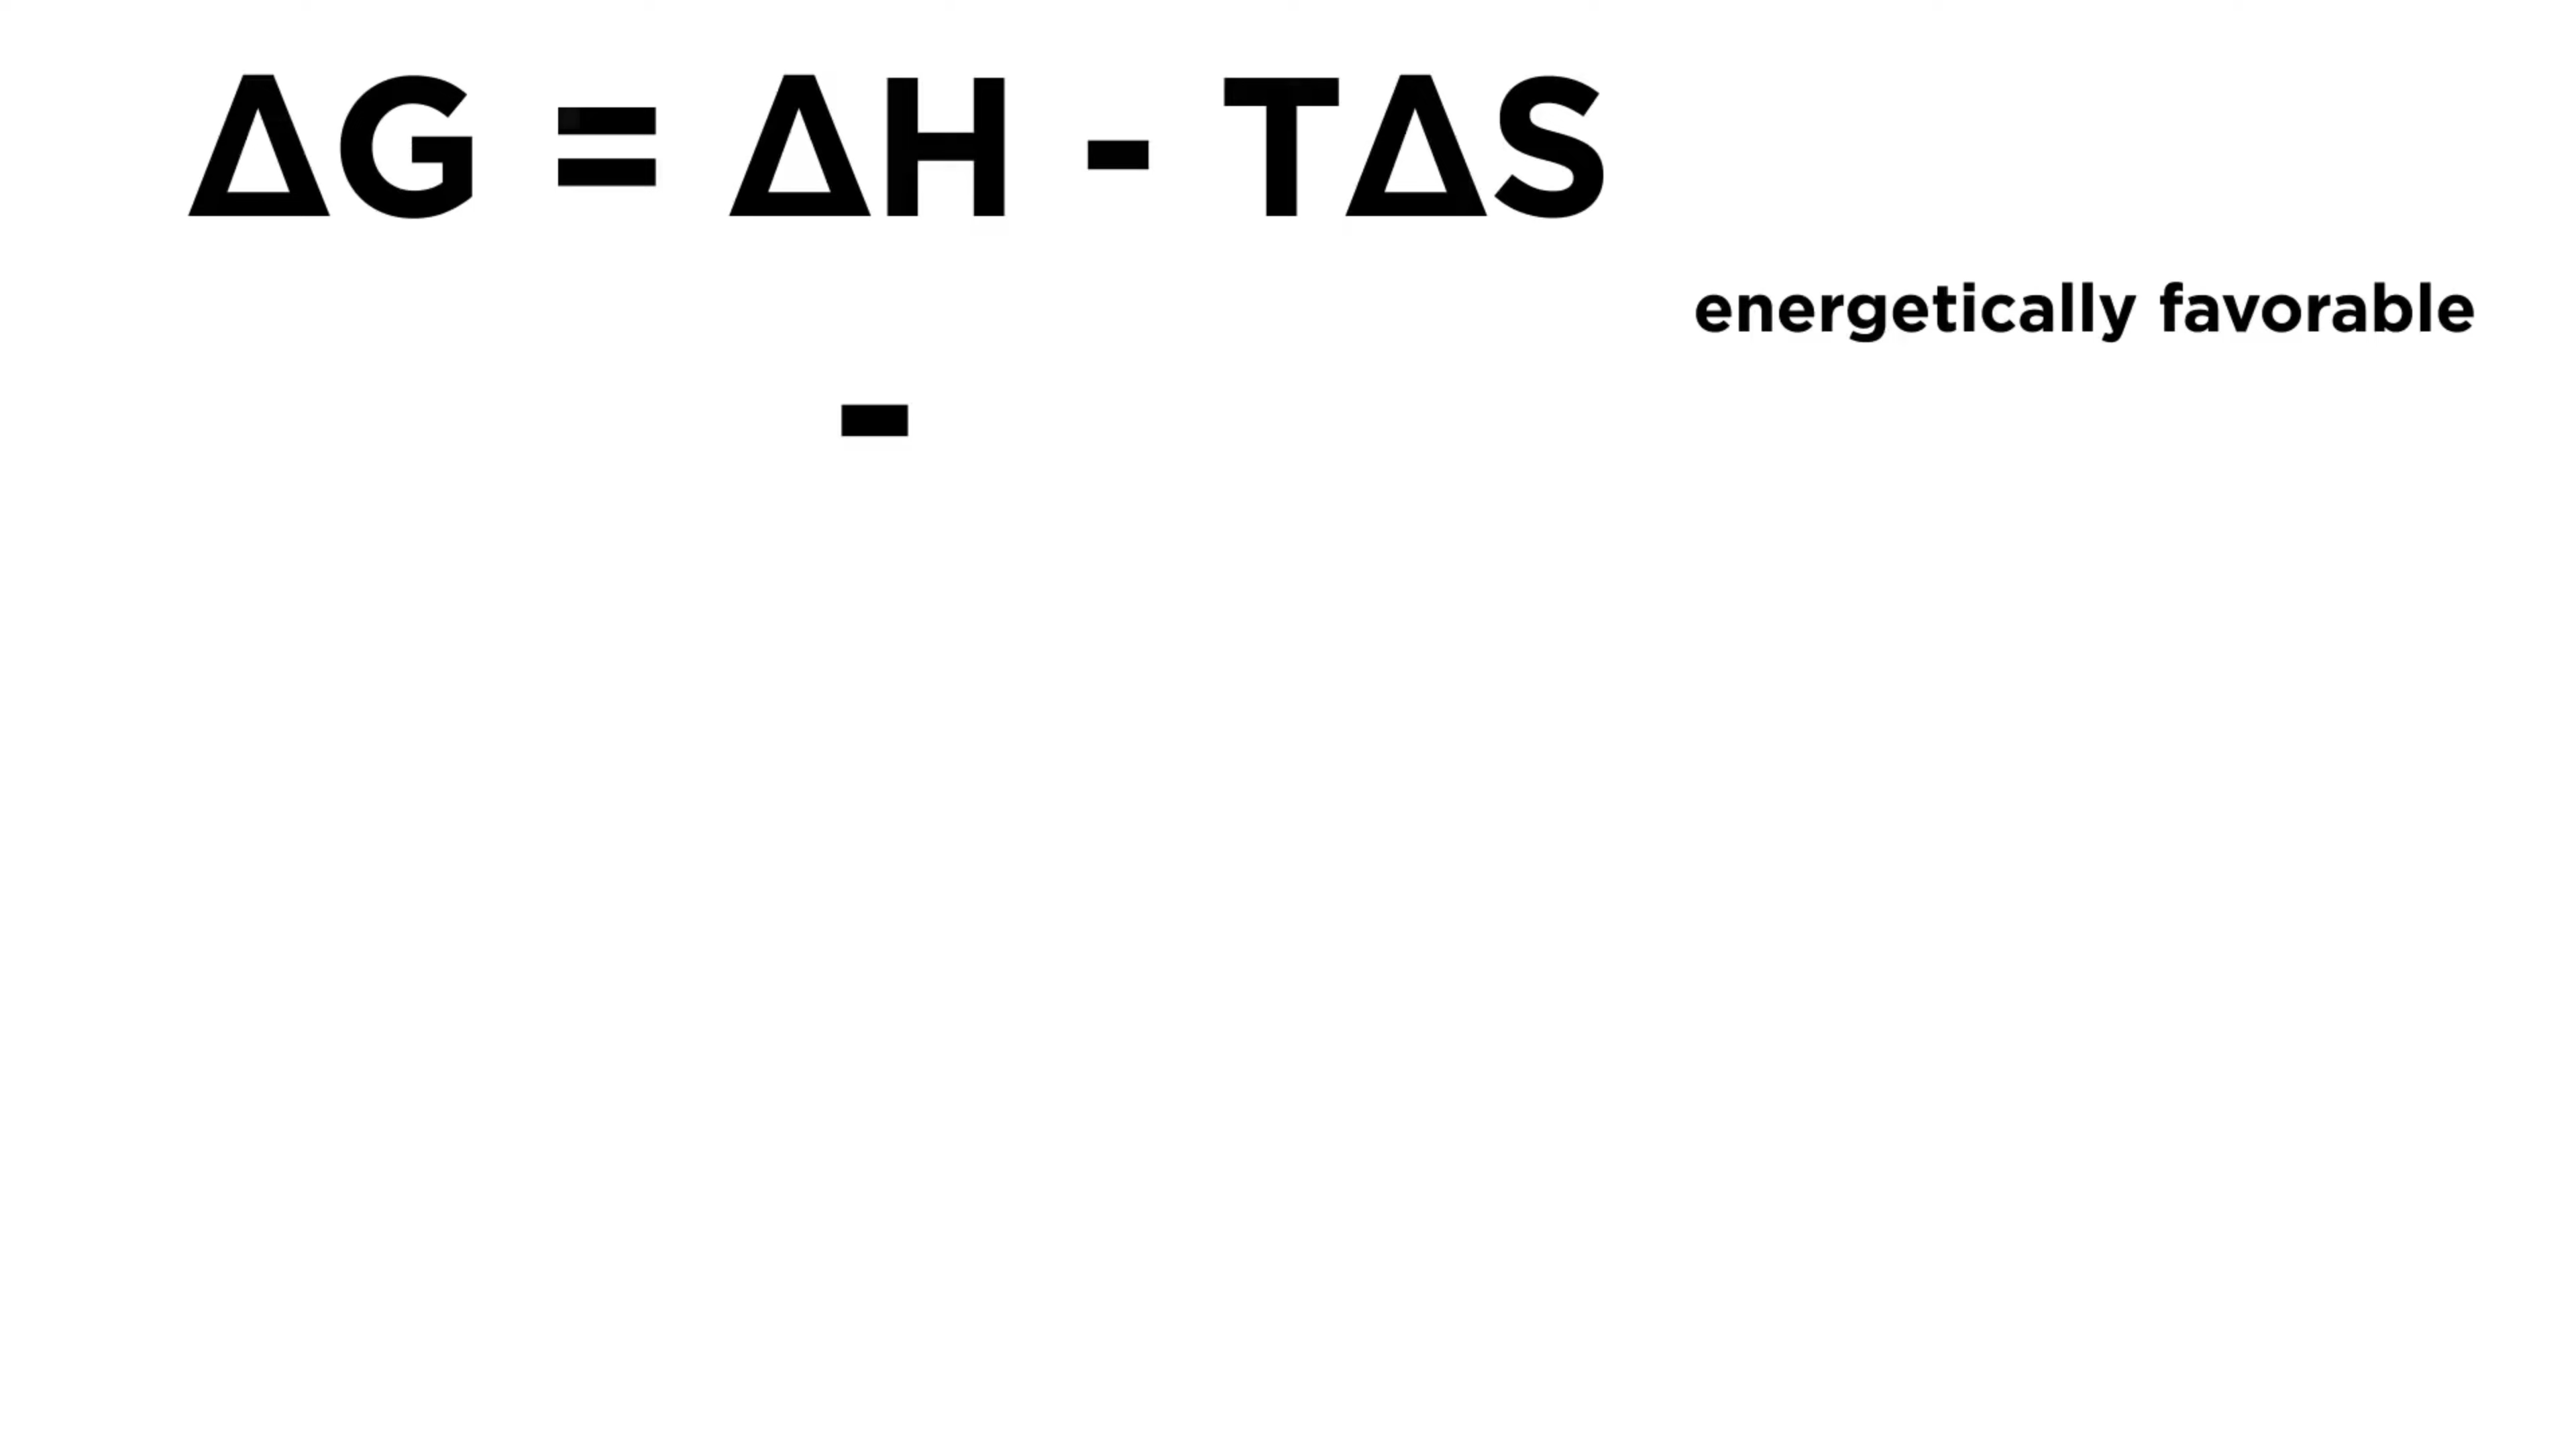 ΔG = ΔH - TΔS
energetically favorable
-